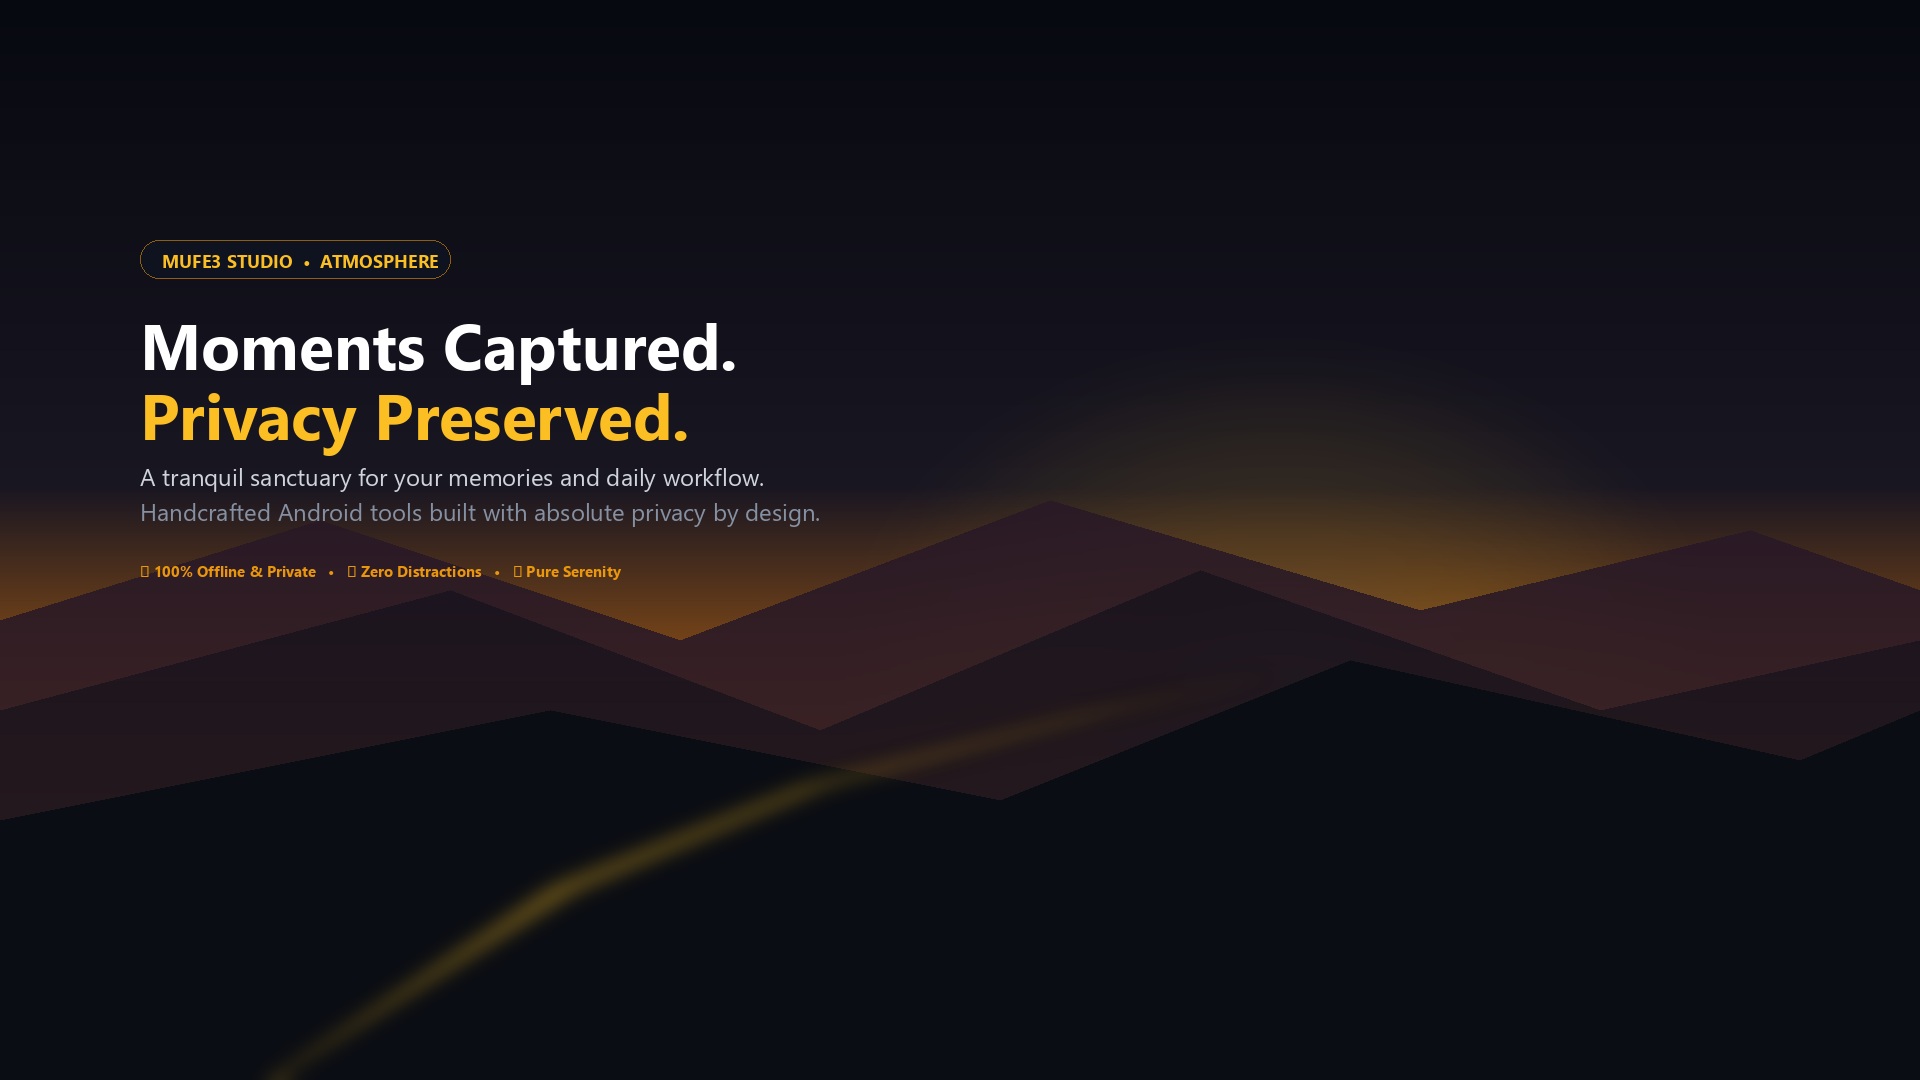 MUFE3 STUDIO • ATMOSPHERE
Moments Captured.
Privacy Preserved.
A tranquil sanctuary for your memories and daily workflow.
Handcrafted Android tools built with absolute privacy by design.
▯ 100% Offline & Private • ▯ Zero Distractions • ▯ Pure Serenity